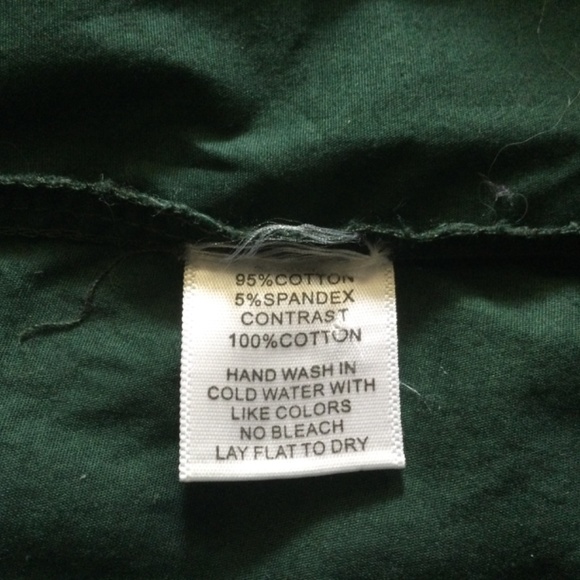 95%COTTON
5%SPANDEX
CONTRAST
100%COTTON
HAND WASH IN
COLD WATER WITH
LIKE COLORS
NO BLEACH
LAY FLAT TO DRY